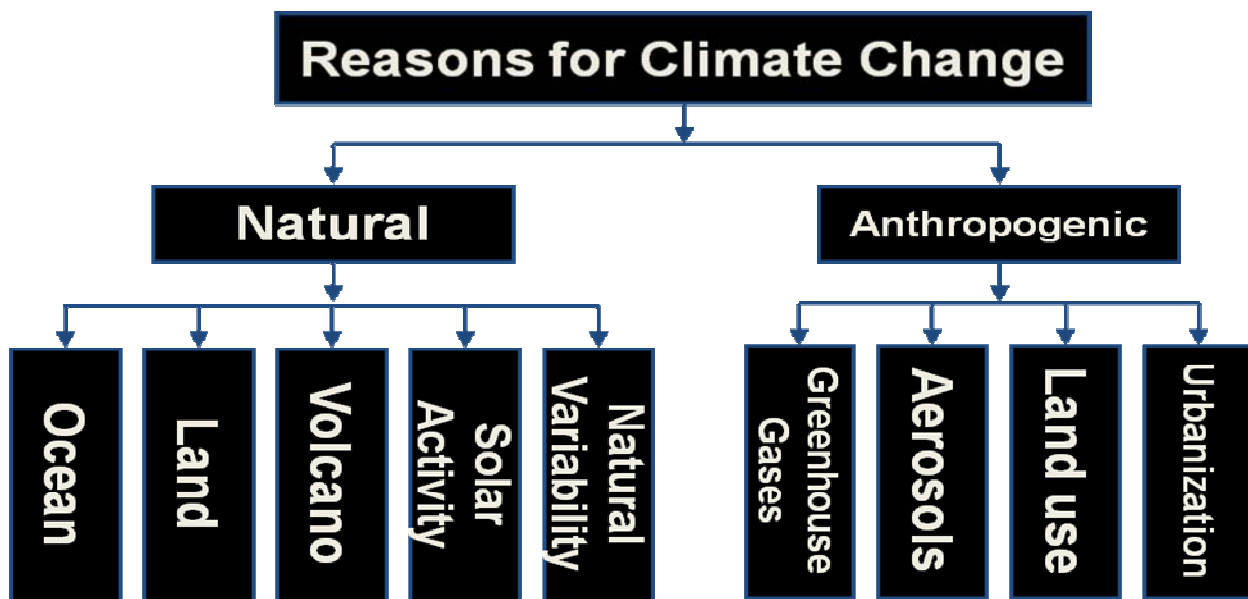 Reasons for Climate Change
Natural
Anthropogenic
Ocean
Land
Volcano
Solar
Activity
Natural
Variability
Greenhouse
Gases
Aerosols
Land use
Urbanization